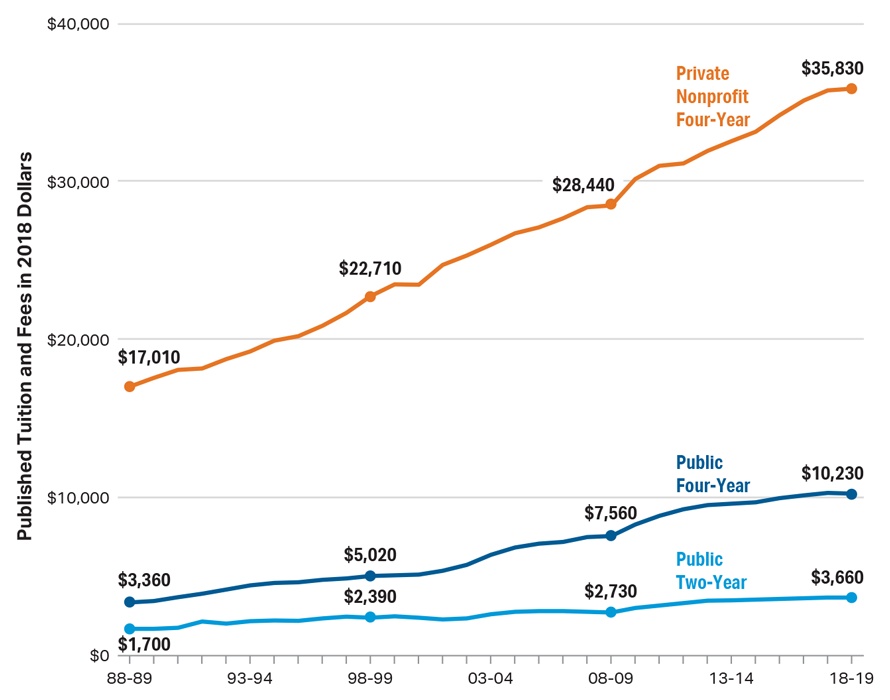 $40,000
$35,830
Private
Nonprofit
Four-Year
$30,000
$28,440
$22,710
$20,000
$17,010
Published Tuition and Fees in 2018 Dollars
Public
Four-Year
$10,230
$10,000
$7,560
$5,020
$3,360
Public
Two-Year
$3,660
$2,730
$2,390
$1,700
$0
88-89 93-94 98-99 03-04 08-09 13-14 18-19